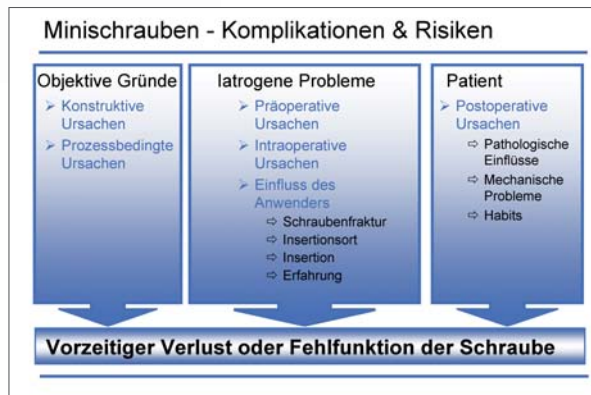 Minischrauben - Komplikationen & Risiken
Objektive Gründe
➢ Konstruktive
Ursachen
➢ Prozessbedingte
Ursachen
Iatrogene Probleme
➢ Präoperative
Ursachen
➢ Intraoperative
Ursachen
➢ Einfluss des
Anwenders
⇨ Schraubenfraktur
⇨ Insertionsort
⇨ Insertion
⇨ Erfahrung
Patient
➢ Postoperative
Ursachen
⇨ Pathologische
Einflüsse
⇨ Mechanische
Probleme
⇨ Habits
Vorzeitiger Verlust oder Fehlfunktion der Schraube